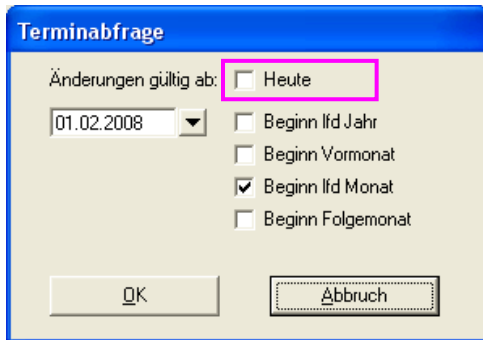 Terminabfrage
Änderungen gültig ab: Heute
01.02.2008 Beginn lfd Jahr
Beginn Vormonat
Beginn lfd Monat
Beginn Folgemonat
OK Abbruch